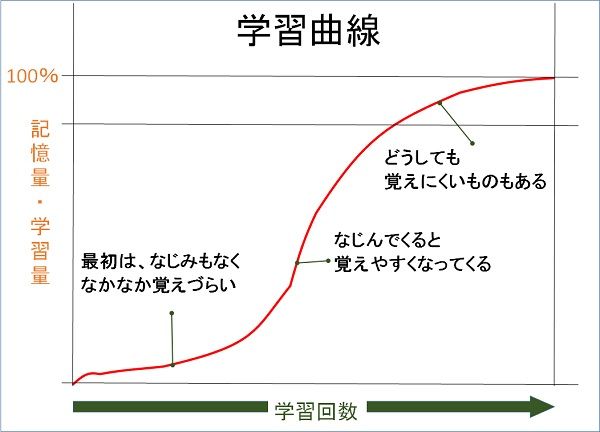 学習曲線
100%
記憶量・学習量
どうしても
覚えにくいものもある
なじんでくると
覚えやすくなってくる
最初は、なじみもなく
なかなか覚えづらい
学習回数